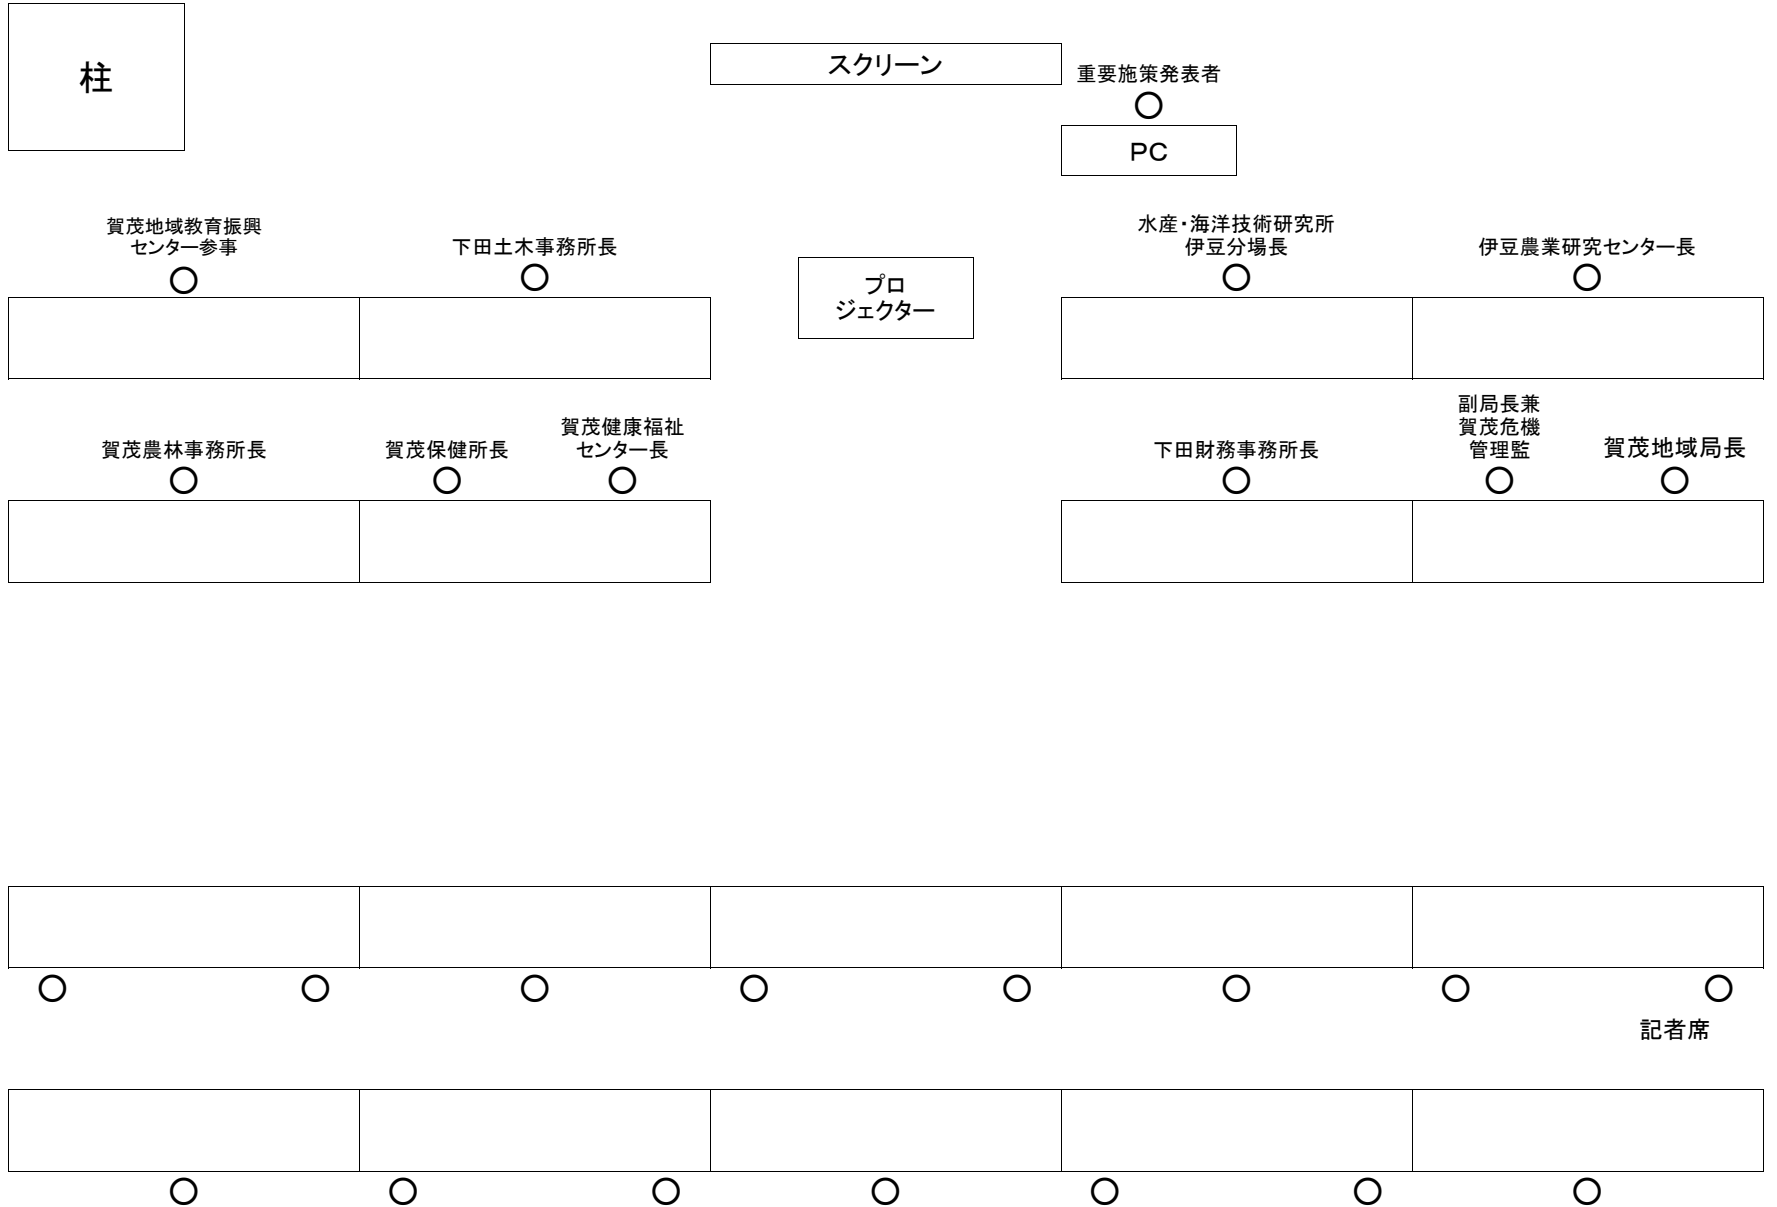 柱
スクリーン
重要施策発表者
○
PC
賀茂地域教育振興
センター参事
○
下田土木事務所長
○
プロ
ジェクター
水産・海洋技術研究所
伊豆分場長
○
伊豆農業研究センター長
○
賀茂農林事務所長
○
賀茂保健所長
○
賀茂健康福祉
センター長
○
下田財務事務所長
○
副局長兼
賀茂危機
管理監
○
賀茂地域局長
○
○ ○ ○ ○ ○ ○ ○ ○
記者席
○ ○ ○ ○ ○ ○ ○